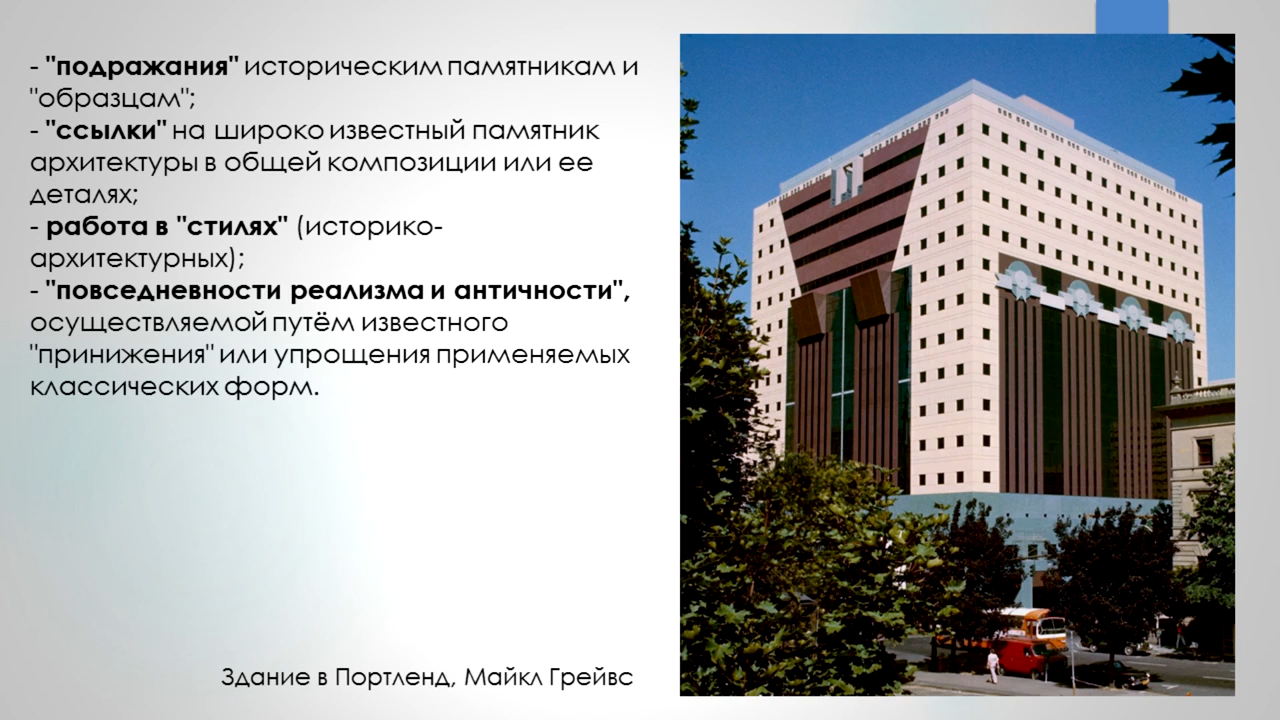 - "подражания" историческим памятникам и
"образцам";
- "ссылки" на широко известный памятник
архитектуры в общей композиции или ее
деталях;
- работа в "стилях" (историко-
архитектурных);
- "повседневности реализма и античности",
осуществляемой путём известного
"принижения" или упрощения применяемых
классических форм.
Здание в Портленд, Майкл Грейвс